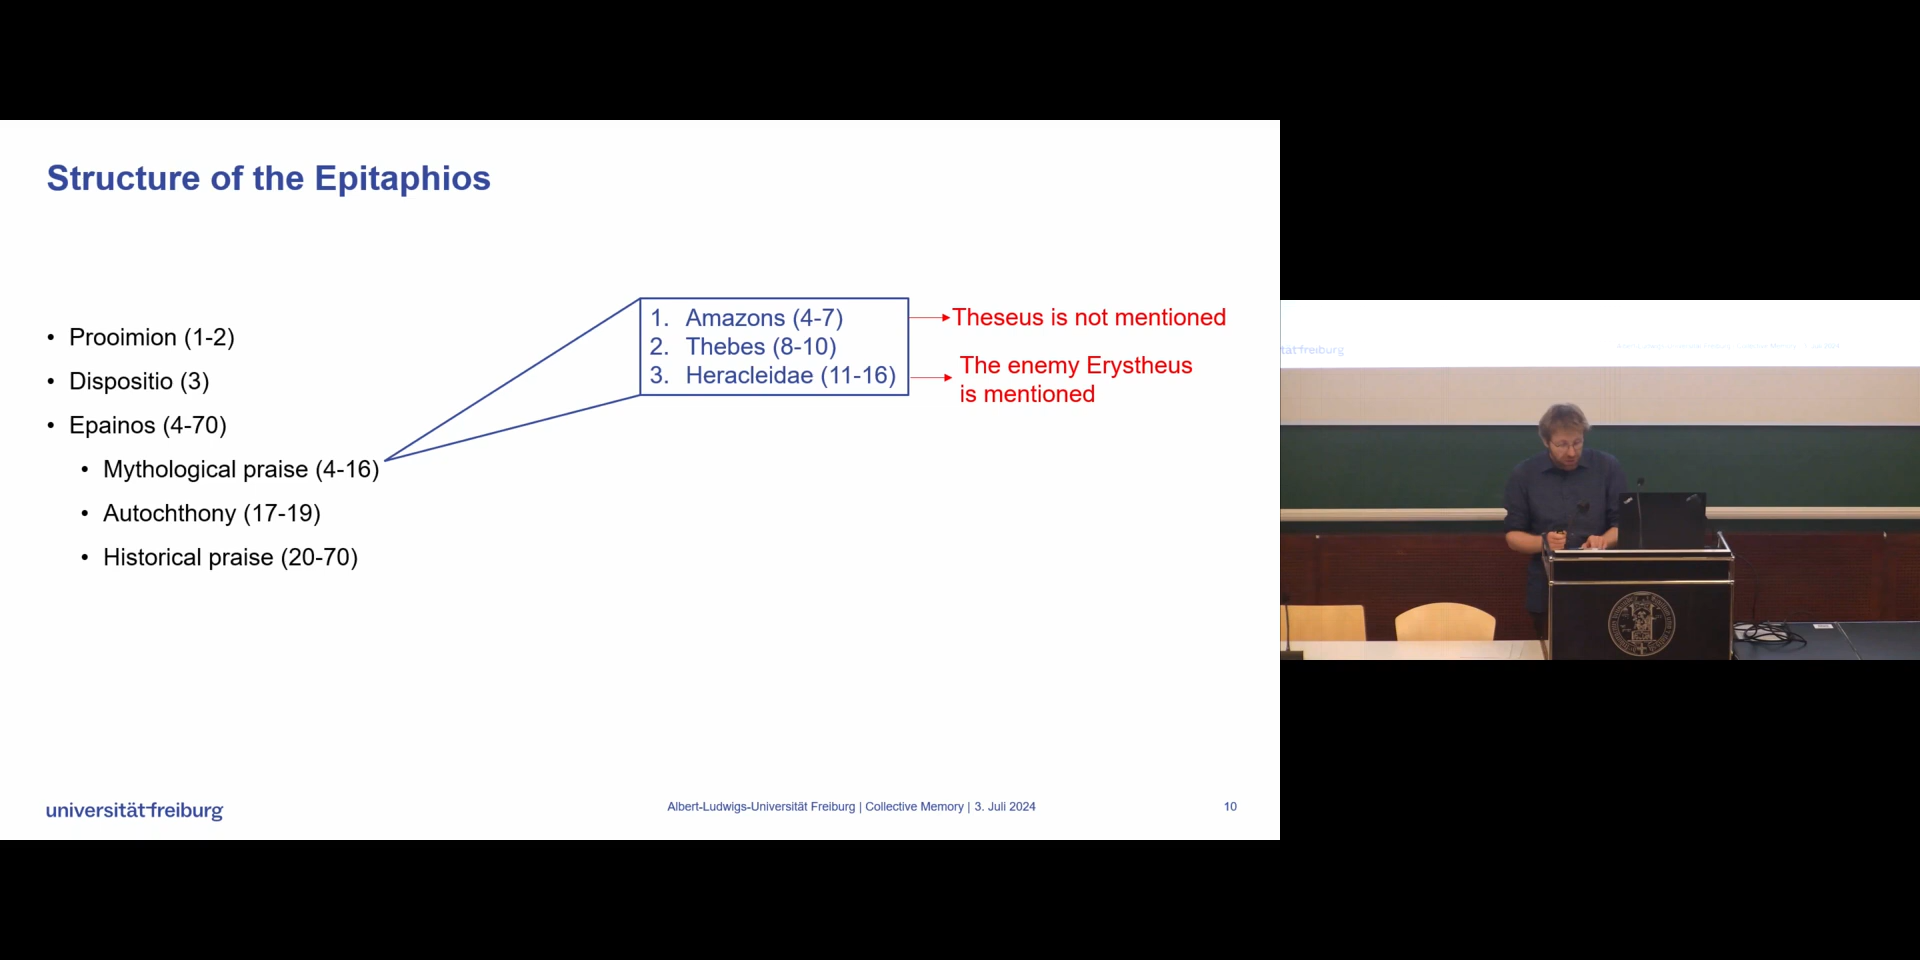 Structure of the Epitaphios
• Prooimion (1-2)
• Dispositio (3)
• Epainos (4-70)
• Mythological praise (4-16)
• Autochthony (17-19)
• Historical praise (20-70)
1. Amazons (4-7)
2. Thebes (8-10)
3. Heracleidae (11-16)
Theseus is not mentioned
The enemy Erystheus
is mentioned
universitätfreiburg
Albert-Ludwigs-Universität Freiburg | Collective Memory | 3. Juli 2024
10
tätfreiburg